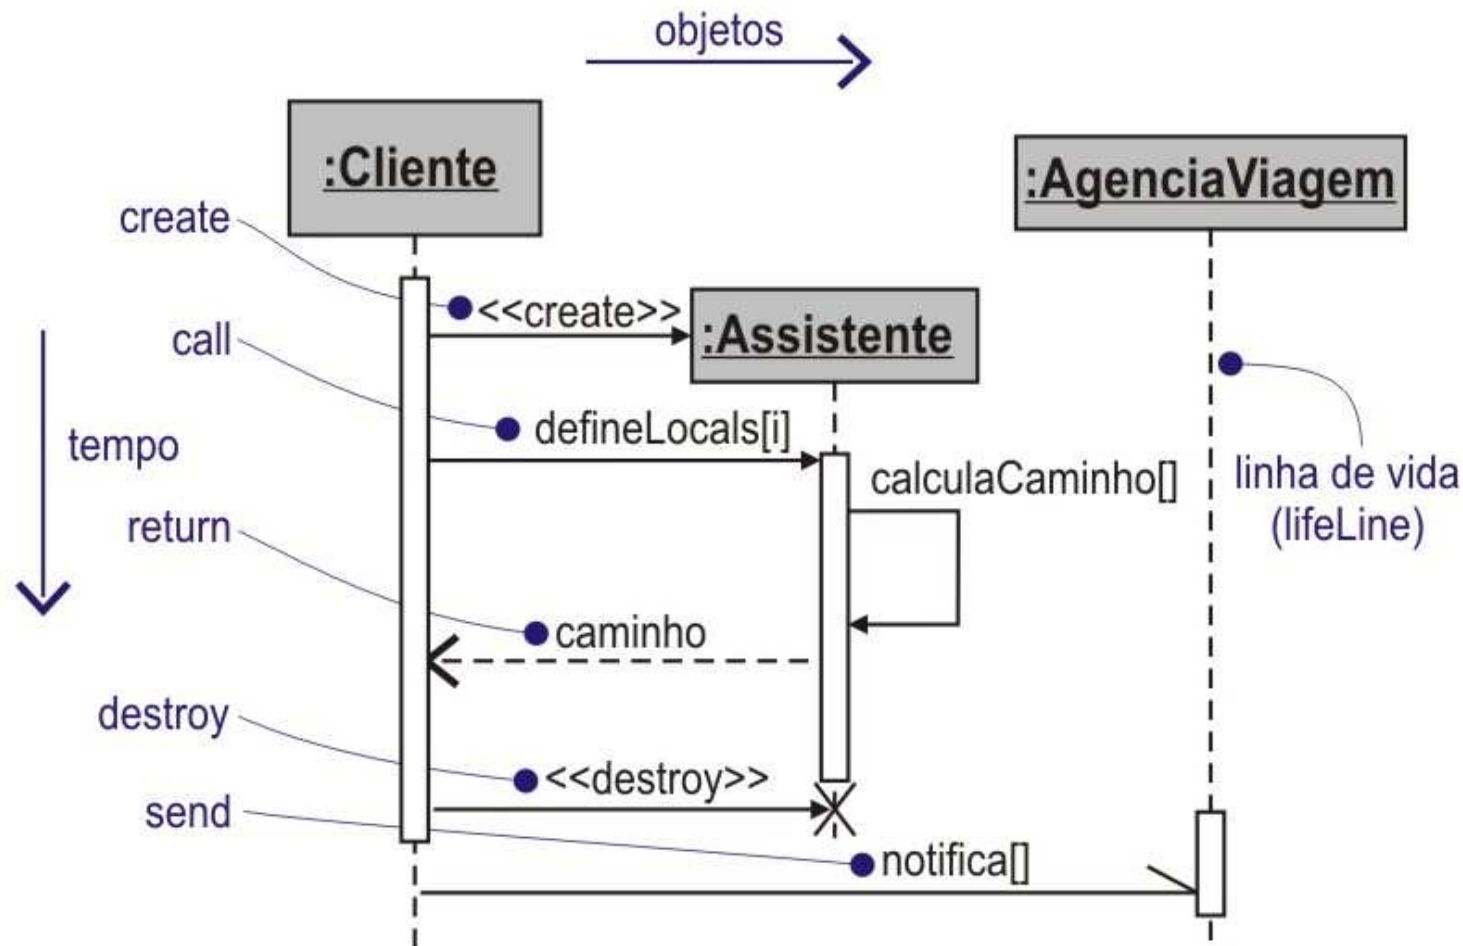 objetos
:Cliente
:AgenciaViagem
create
<<create>>
:Assistente
call
defineLocals[i]
tempo
calculaCaminho[]
linha de vida
(lifeLine)
return
caminho
destroy
<<destroy>>
send
notifica[]